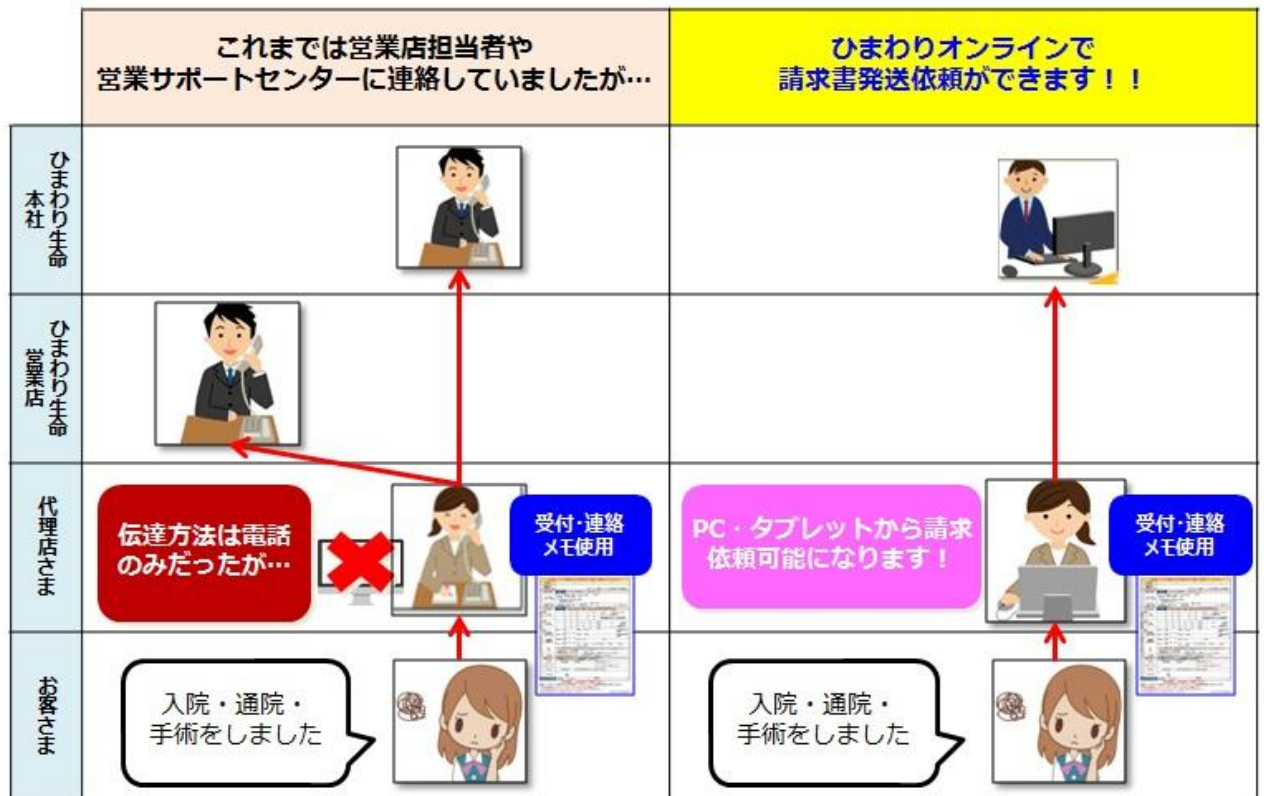 これまでは営業店担当者や
営業サポートセンターに連絡していましたが…
ひまわりオンラインで
請求書発送依頼ができます！！
ひまわり生命
本社
ひまわり生命
営業店
代理店さま
伝達方法は電話
のみだったが…
受付・連絡
メモ使用
PC・タブレットから請求
依頼可能になります！
受付・連絡
メモ使用
お客さま
入院・通院・
手術をしました
入院・通院・
手術をしました